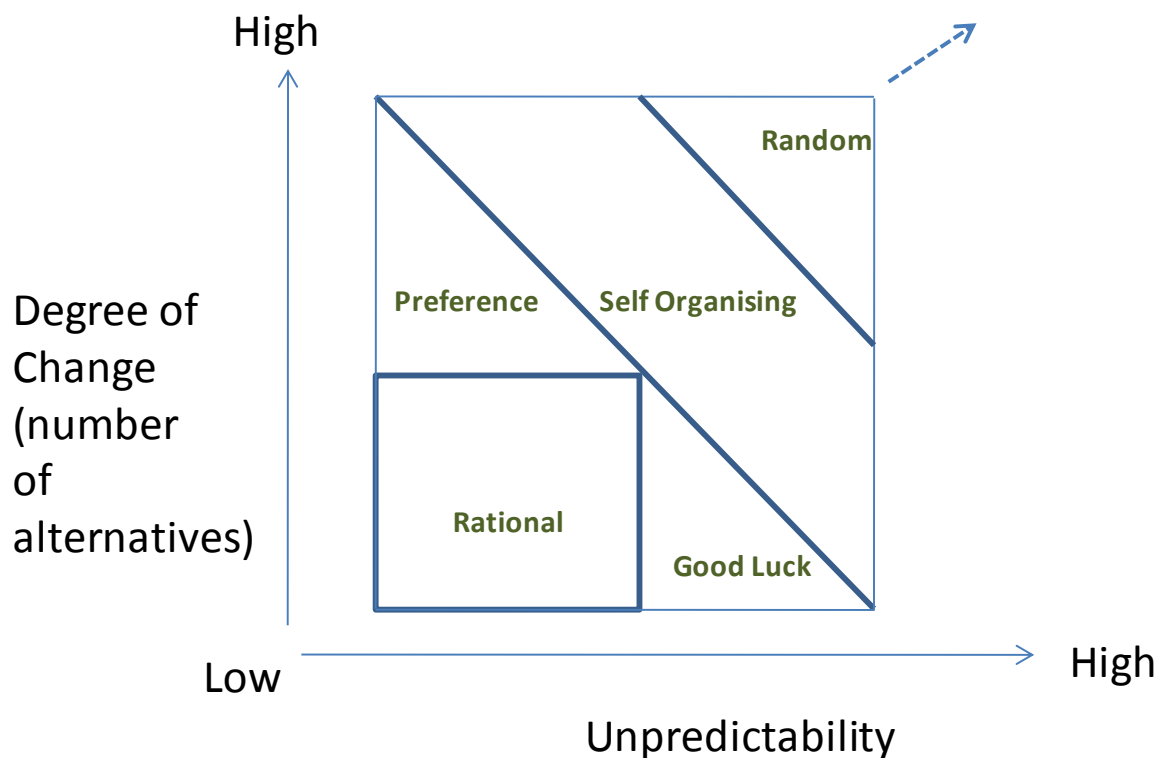 High
Random
Preference
Self Organising
Degree of
Change
(number
of
alternatives)
Rational
Good Luck
Low
High
Unpredictability